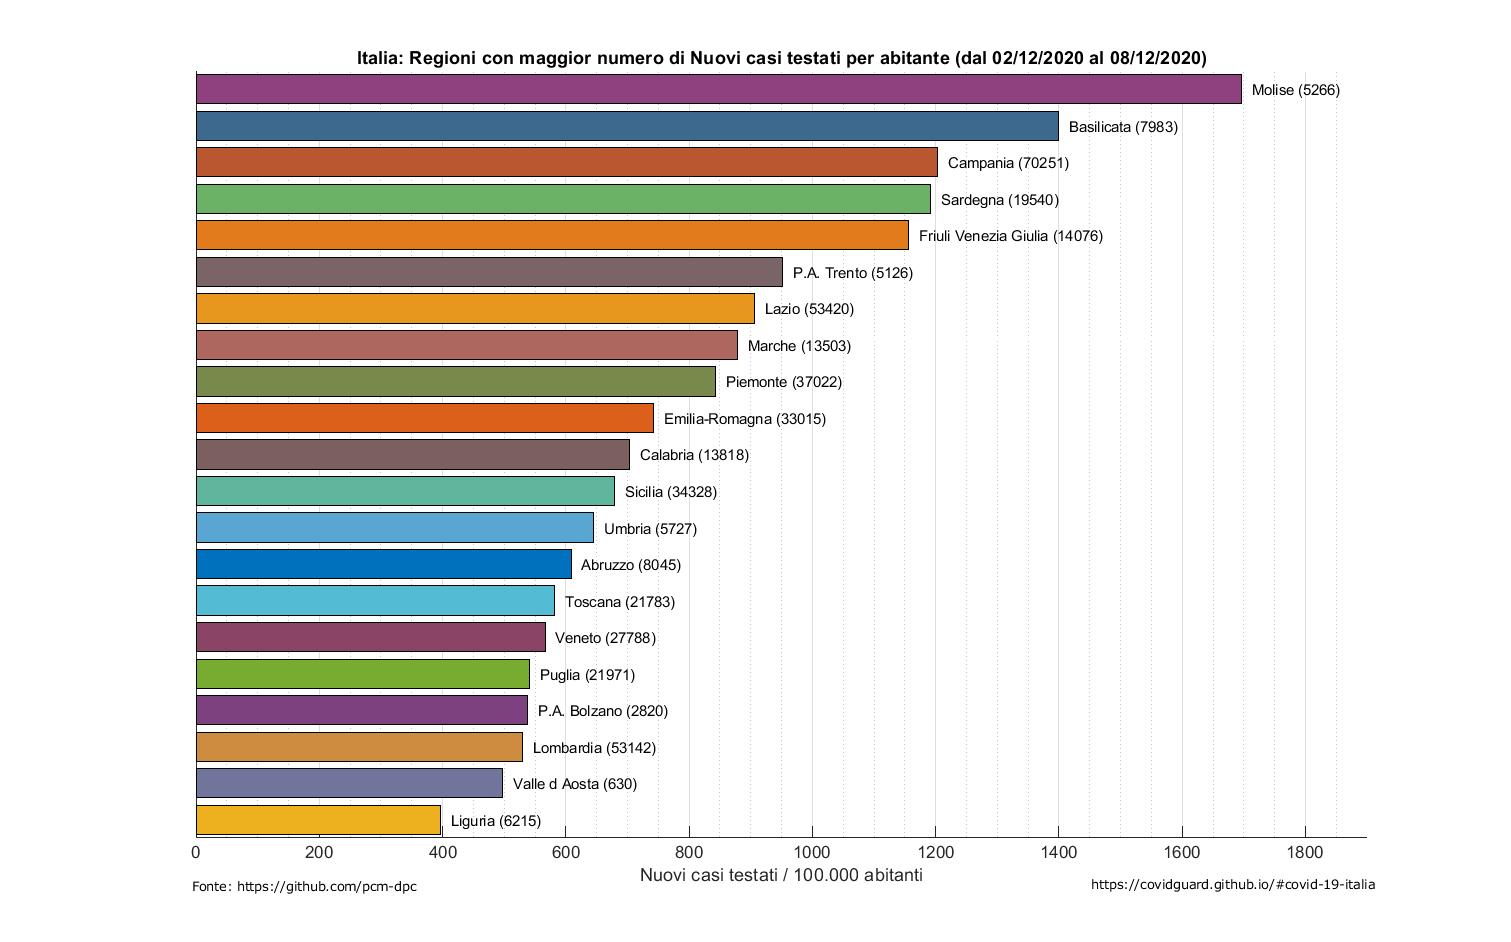 Italia: Regioni con maggior numero di Nuovi casi testati per abitante (dal 02/12/2020 al 08/12/2020)
Molise (5266)
Basilicata (7983)
Campania (70251)
Sardegna (19540)
Friuli Venezia Giulia (14076)
P.A. Trento (5126)
Lazio (53420)
Marche (13503)
Piemonte (37022)
Emilia-Romagna (33015)
Calabria (13818)
Sicilia (34328)
Umbria (5727)
Abruzzo (8045)
Toscana (21783)
Veneto (27788)
Puglia (21971)
P.A. Bolzano (2820)
Lombardia (53142)
Valle d Aosta (630)
Liguria (6215)
0 200 400 600 800 1000 1200 1400 1600 1800
Nuovi casi testati / 100.000 abitanti
Fonte: https://github.com/pcm-dpc
https://covidguard.github.io/#covid-19-italia